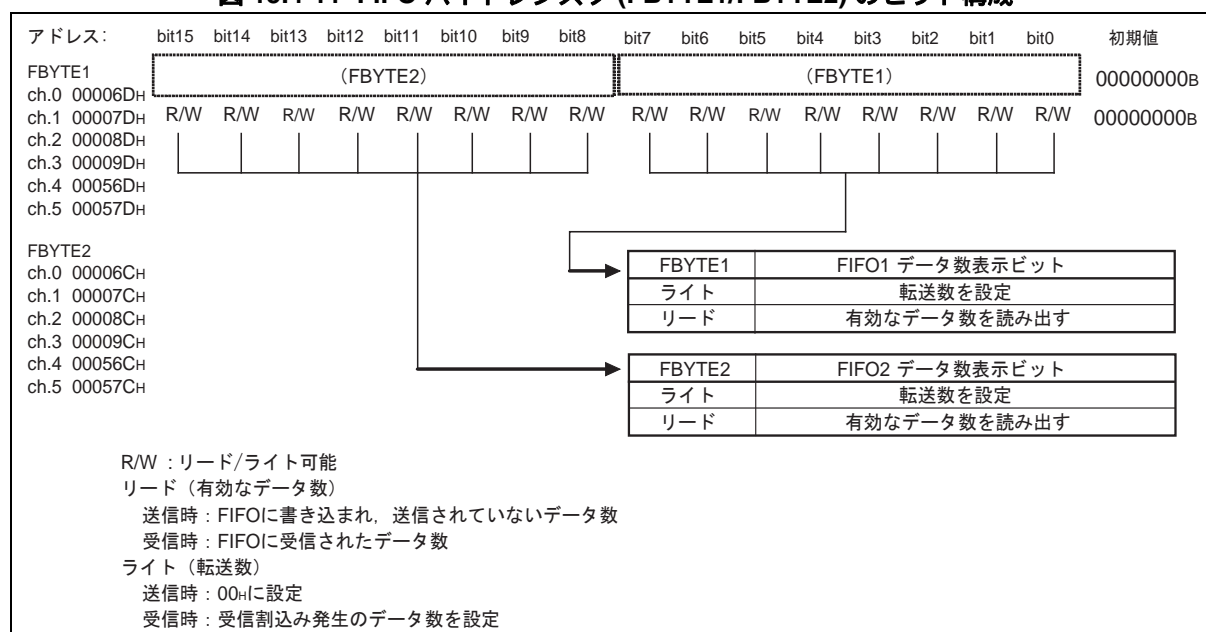 アドレス: bit15 bit14 bit13 bit12 bit11 bit10 bit9 bit8 bit7 bit6 bit5 bit4 bit3 bit2 bit1 bit0 初期値
FBYTE1 (FBYTE2) (FBYTE1) 00000000B
ch.0 00006DH
ch.1 00007DH R/W R/W R/W R/W R/W R/W R/W R/W R/W R/W R/W R/W R/W R/W R/W R/W 00000000B
ch.2 00008DH
ch.3 00009DH
ch.4 00056DH
ch.5 00057DH
FBYTE2
ch.0 00006CH
ch.1 00007CH
ch.2 00008CH
ch.3 00009CH
ch.4 00056CH
ch.5 00057CH
FBYTE1 FIFO1 データ数表示ビット
ライト 転送数を設定
リード 有効なデータ数を読み出す
FBYTE2 FIFO2 データ数表示ビット
ライト 転送数を設定
リード 有効なデータ数を読み出す
R/W :リード/ライト可能
リード(有効なデータ数)
送信時:FIFOに書き込まれ,送信されていないデータ数
受信時:FIFOに受信されたデータ数
ライト(転送数)
送信時:00Hに設定
受信時:受信割込み発生のデータ数を設定